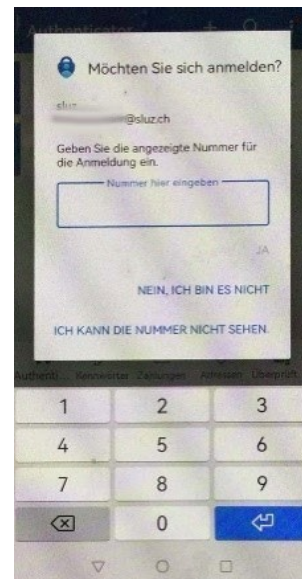 Authenticator
Möchten Sie sich anmelden?
@sluz.ch
Geben Sie die angezeigte Nummer für
die Anmeldung ein.
Nummer hier eingeben
JA
NEIN, ICH BIN ES NICHT
ICH KANN DIE NUMMER NICHT SEHEN.
Authenti... Kennwörter Zahlungen Adressen Überprüft...
1 2 3
4 5 6
7 8 9
0